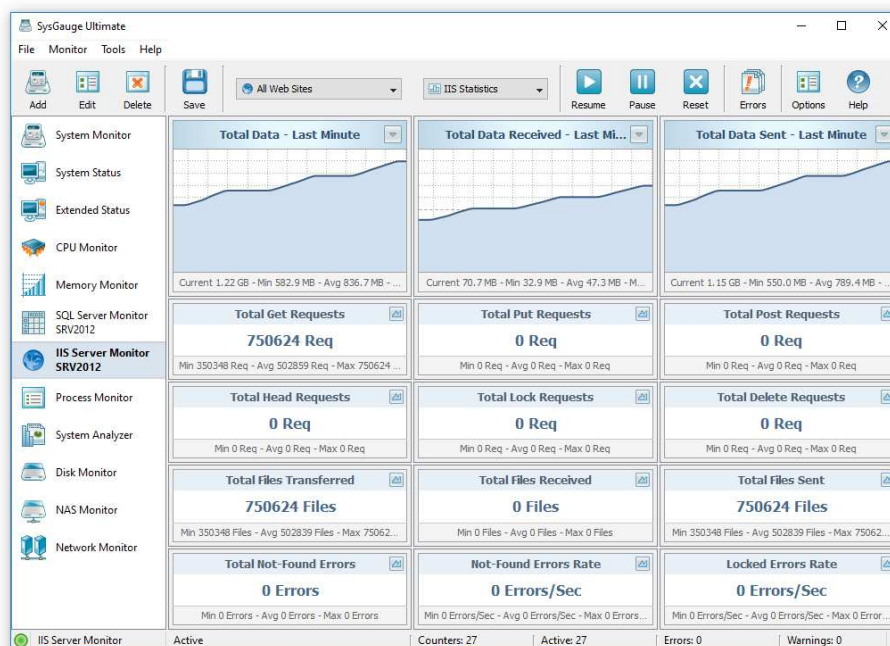 SysGauge Ultimate
File Monitor Tools Help
Add Edit Delete Save All Web Sites IIS Statistics Resume Pause Reset Errors Options Help
System Monitor
System Status
Extended Status
CPU Monitor
Memory Monitor
SQL Server Monitor
SRV2012
IIS Server Monitor
SRV2012
Process Monitor
System Analyzer
Disk Monitor
NAS Monitor
Network Monitor
Total Data - Last Minute
Current 1.22 GB - Min 582.9 MB - Avg 836.7 MB - ...
Total Data Received - Last Mi...
Current 70.7 MB - Min 32.9 MB - Avg 47.3 MB - M...
Total Data Sent - Last Minute
Current 1.15 GB - Min 550.0 MB - Avg 789.4 MB - ...
Total Get Requests
750624 Req
Min 350348 Req - Avg 502859 Req - Max 750624 ...
Total Put Requests
0 Req
Min 0 Req - Avg 0 Req - Max 0 Req
Total Post Requests
0 Req
Min 0 Req - Avg 0 Req - Max 0 Req
Total Head Requests
0 Req
Min 0 Req - Avg 0 Req - Max 0 Req
Total Lock Requests
0 Req
Min 0 Req - Avg 0 Req - Max 0 Req
Total Delete Requests
0 Req
Min 0 Req - Avg 0 Req - Max 0 Req
Total Files Transferred
750624 Files
Min 350348 Files - Avg 502839 Files - Max 75062...
Total Files Received
0 Files
Min 0 Files - Avg 0 Files - Max 0 Files
Total Files Sent
750624 Files
Min 350348 Files - Avg 502839 Files - Max 75062...
Total Not-Found Errors
0 Errors
Min 0 Errors - Avg 0 Errors - Max 0 Errors
Not-Found Errors Rate
0 Errors/Sec
Min 0 Errors/Sec - Avg 0 Errors/Sec - Max 0 Errors...
Locked Errors Rate
0 Errors/Sec
Min 0 Errors/Sec - Avg 0 Errors/Sec - Max 0 Error...
IIS Server Monitor Active Counters: 27 Active: 27 Errors: 0 Warnings: 0